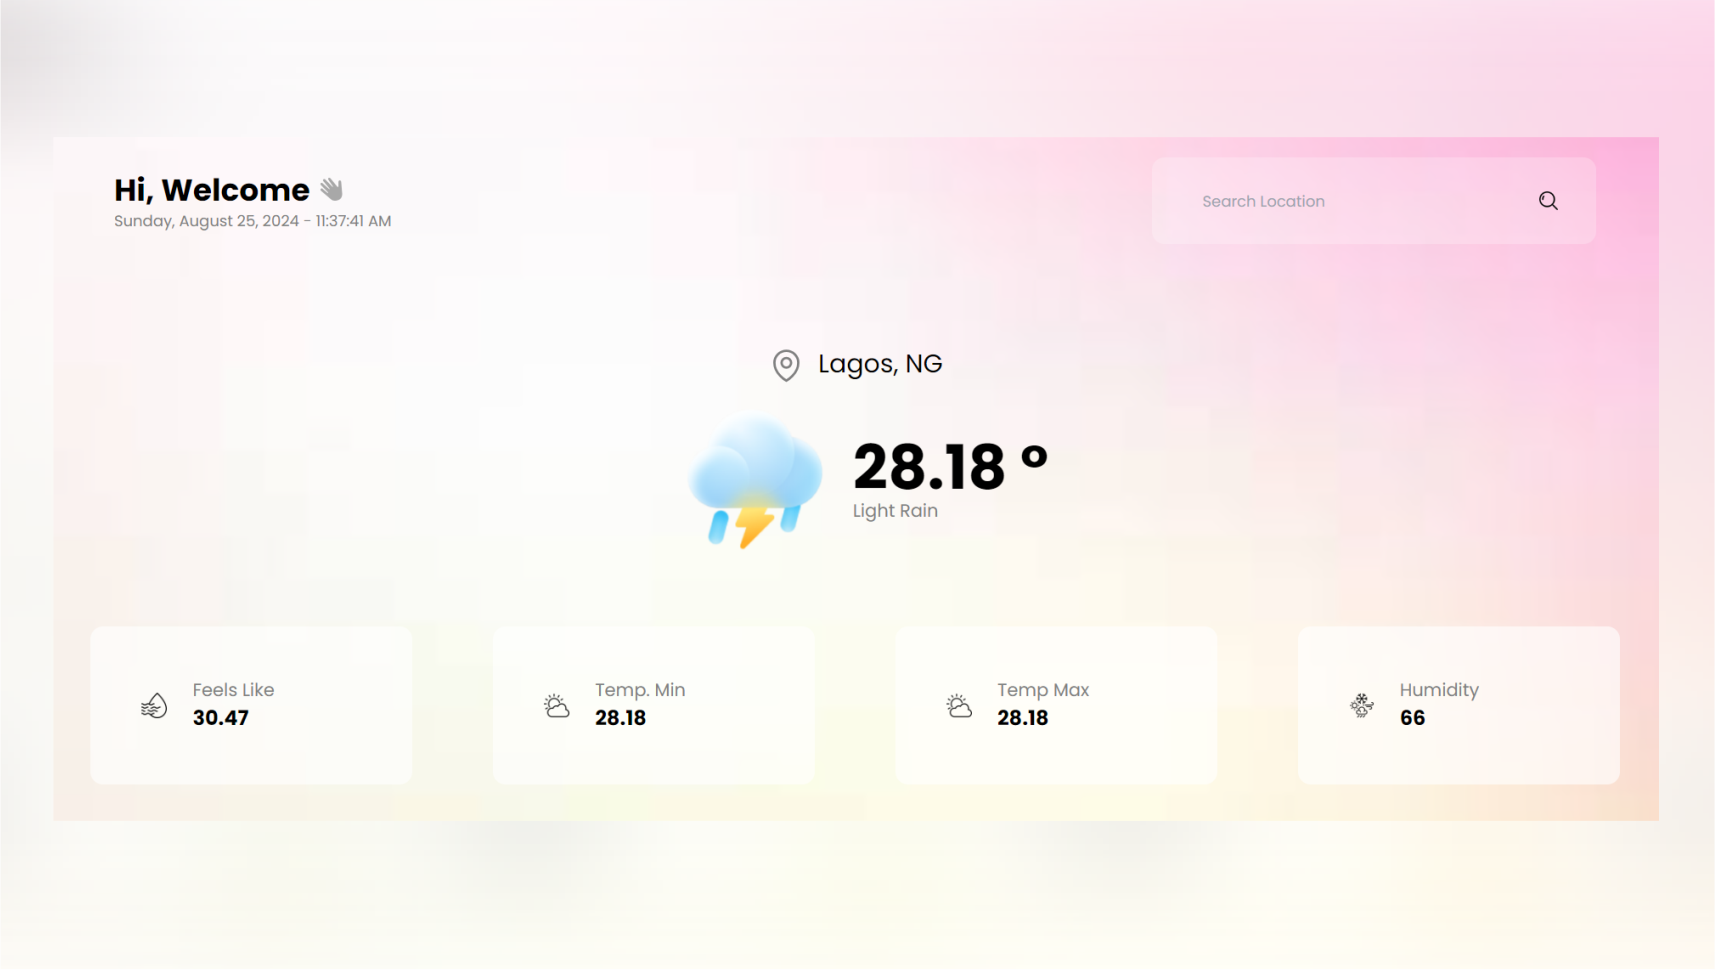 Hi, Welcome
Sunday, August 25, 2024 - 11:37:41 AM
Search Location
Lagos, NG
28.18 °
Light Rain
Feels Like
30.47
Temp. Min
28.18
Temp Max
28.18
Humidity
66